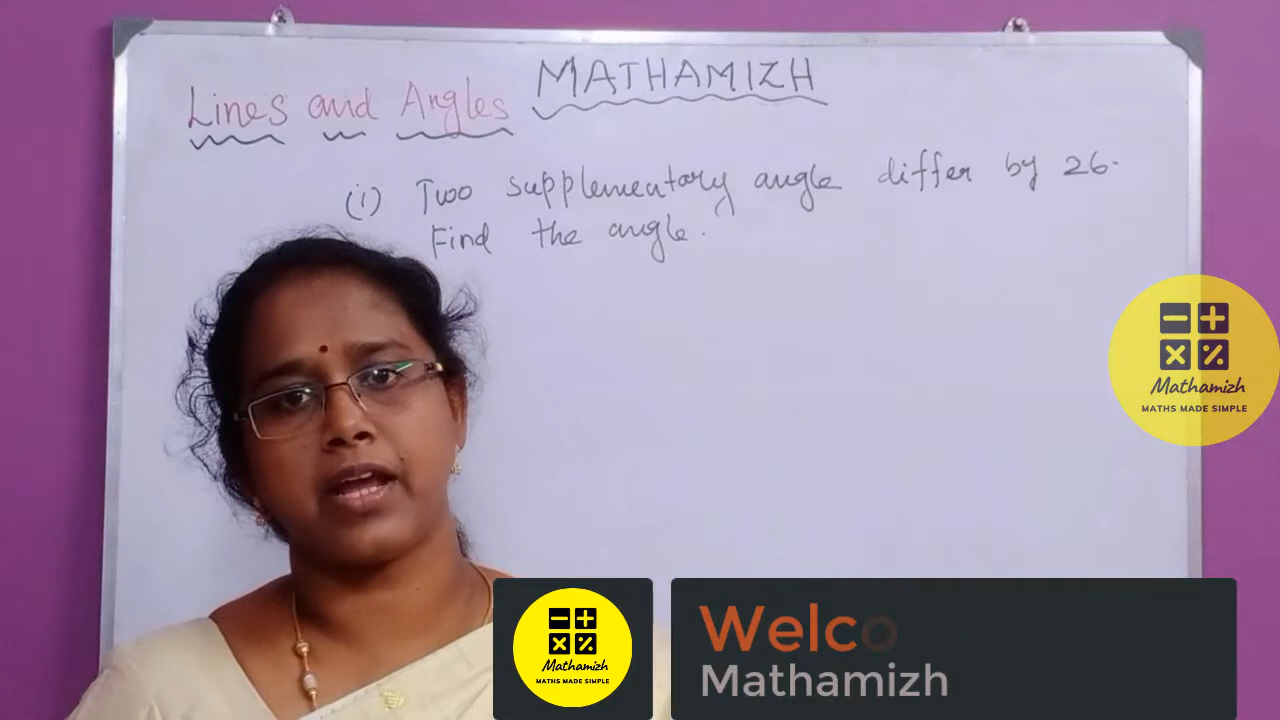 MATHAMIZH
Lines and Angles
(i) Two supplementary angle differ by 26.
Find the angle.
Mathamizh
MATHS MADE SIMPLE
Mathamizh
MATHS MADE SIMPLE
Welco
Mathamizh